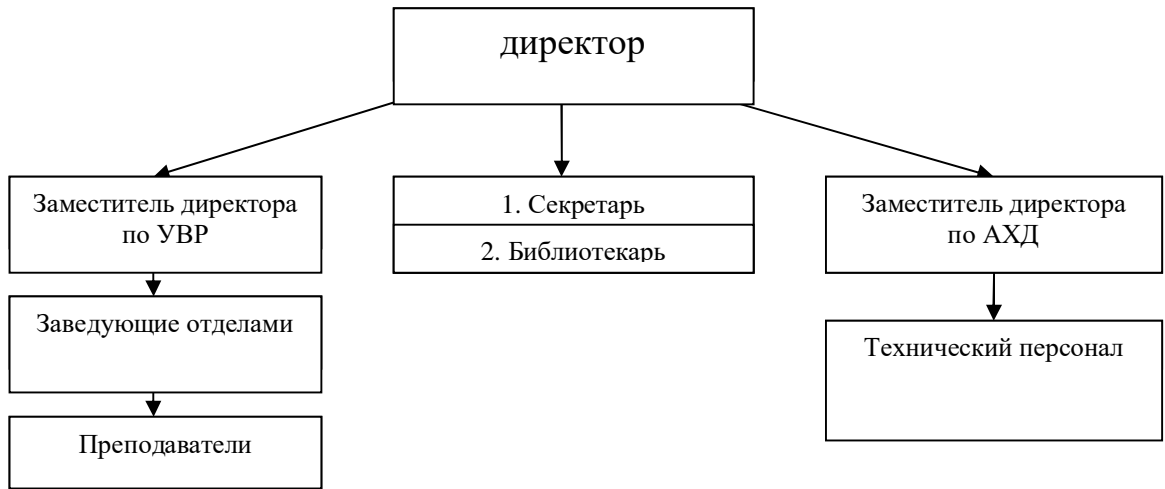 директор
Заместитель директора
по УВР
1. Секретарь
2. Библиотекарь
Заместитель директора
по АХД
Заведующие отделами
Технический персонал
Преподаватели